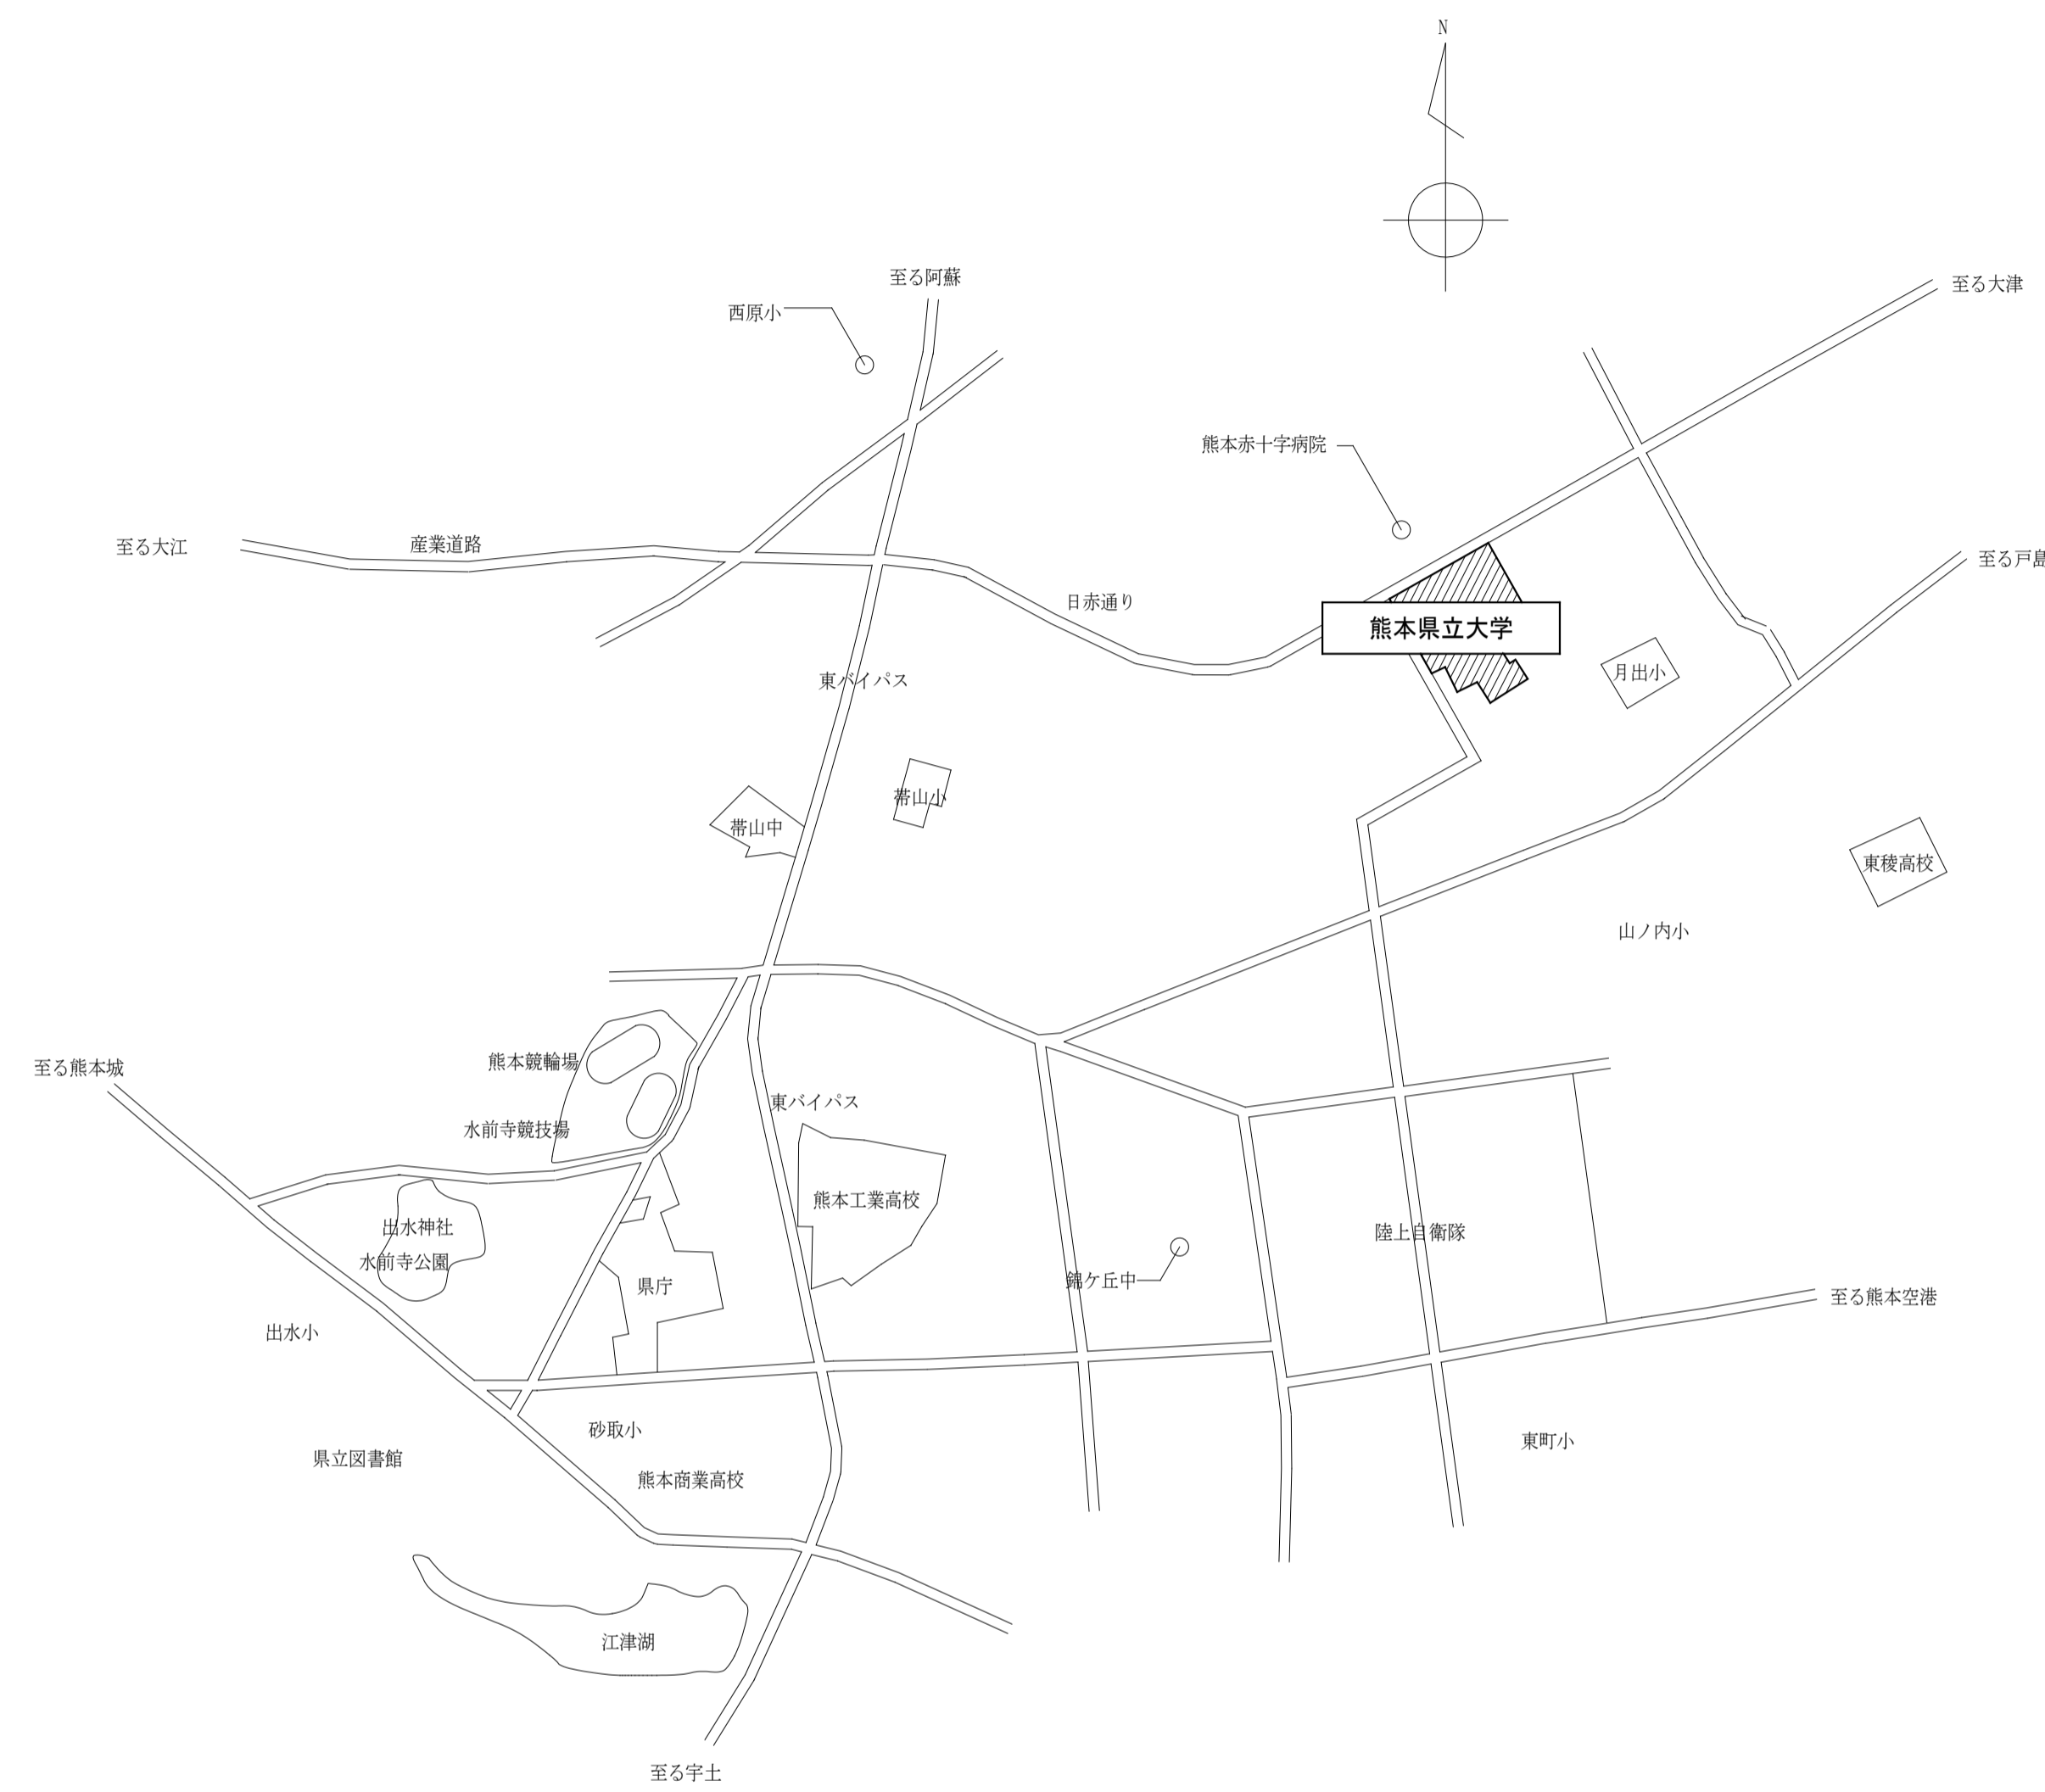 N
至る阿蘇
至る大津
西原小
熊本赤十字病院
産業道路
至る大江
至る戸島
日赤通り
熊本県立大学
月出小
東バイパス
帯山小
帯山中
東稜高校
山ノ内小
熊本競輪場
至る熊本城
東バイパス
水前寺競技場
熊本工業高校
出水神社
陸上自衛隊
水前寺公園
錦ケ丘中
県庁
至る熊本空港
出水小
砂取小
東町小
県立図書館
熊本商業高校
江津湖
至る宇土